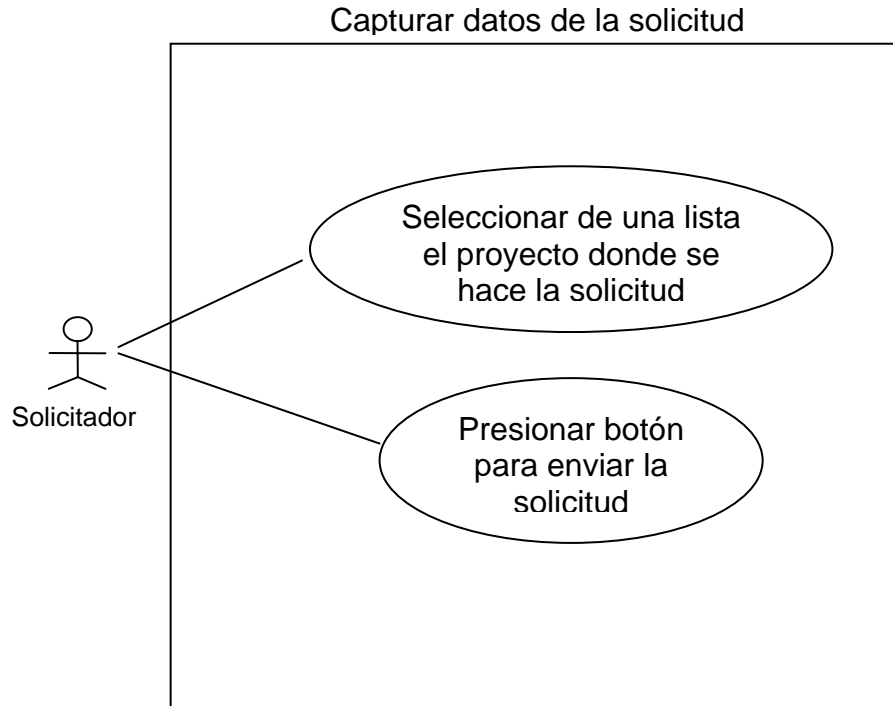 Capturar datos de la solicitud
Seleccionar de una lista
el proyecto donde se
hace la solicitud
Solicitador
Presionar botón
para enviar la
solicitud